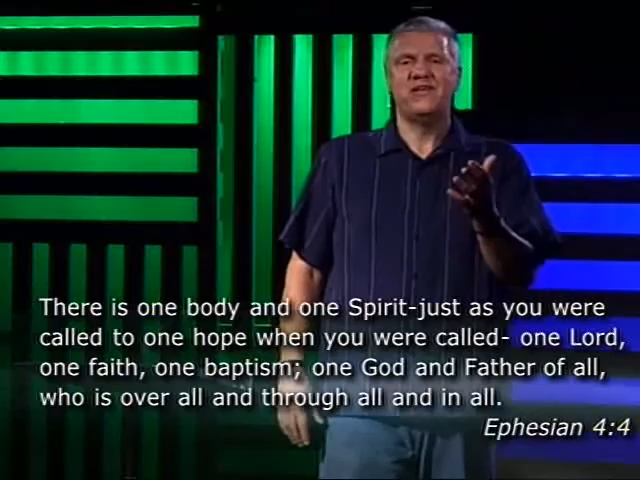 There is one body and one Spirit-just as you were
called to one hope when you were called- one Lord,
one faith, one baptism; one God and Father of all,
who is over all and through all and in all.
Ephesian 4:4